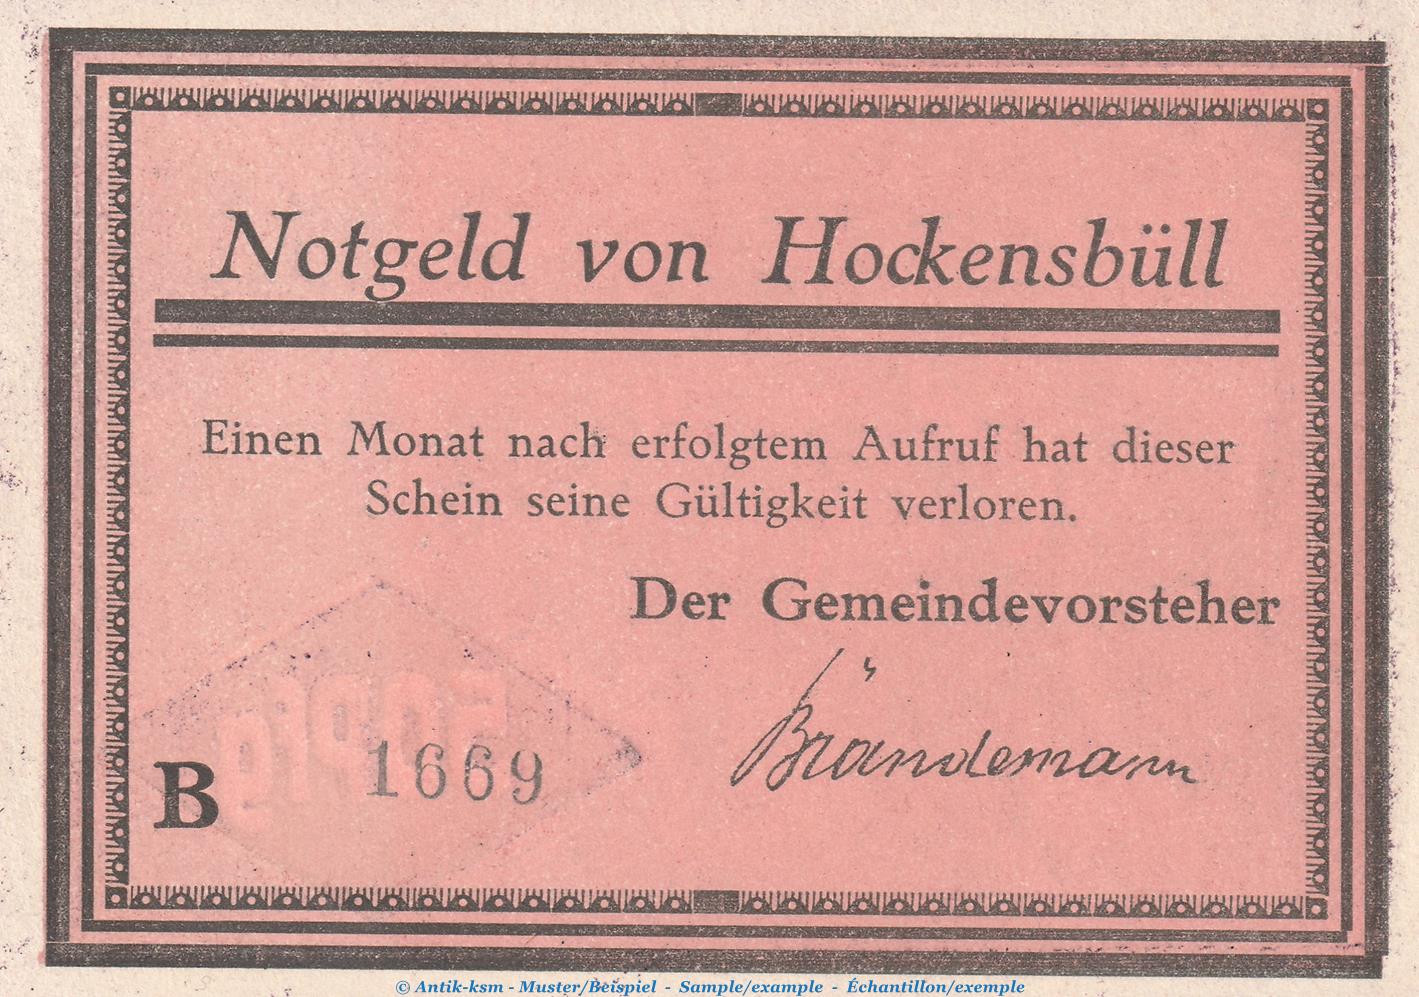 Notgeld von Hockensbüll
Einen Monat nach erfolgtem Aufruf hat dieser
Schein seine Gültigkeit verloren.
Der Gemeindevorsteher
Brandemann
B 1669
© Antik-ksm - Muster/Beispiel - Sample/example - Échantillon/exemple